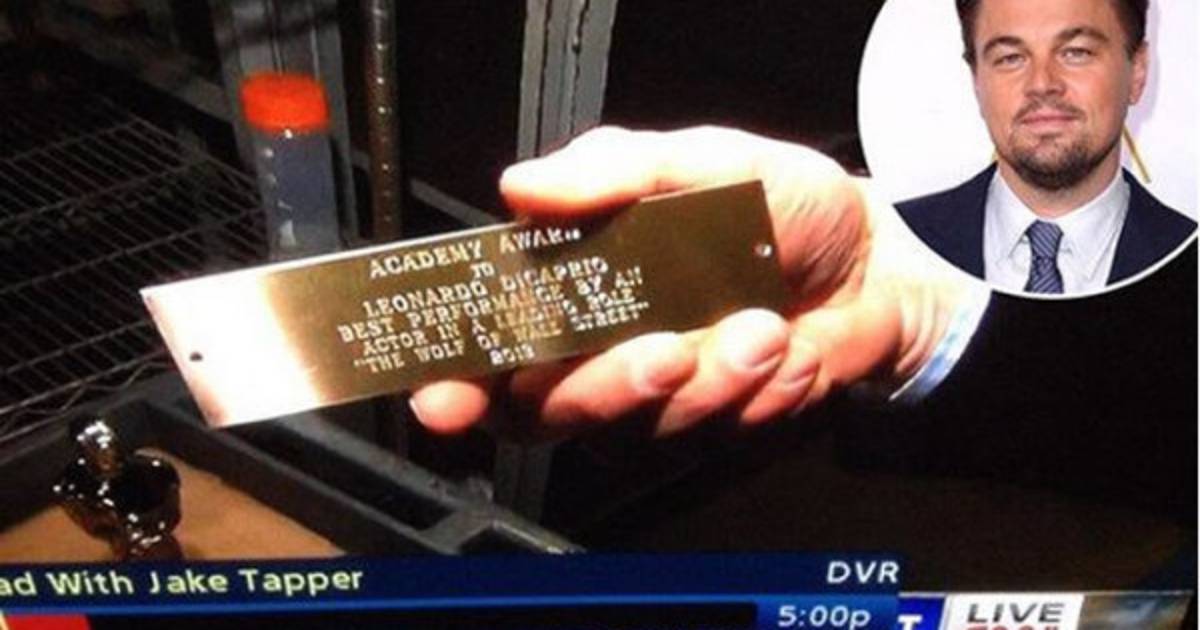 ACADEMY AWARD
TO
LEONARDO DICAPRIO
BEST PERFORMANCE BY AN
ACTOR IN A LEADING ROLE
"THE WOLF OF WALL STREET"
2013
ad With Jake Tapper
DVR
5:00p
T
LIVE